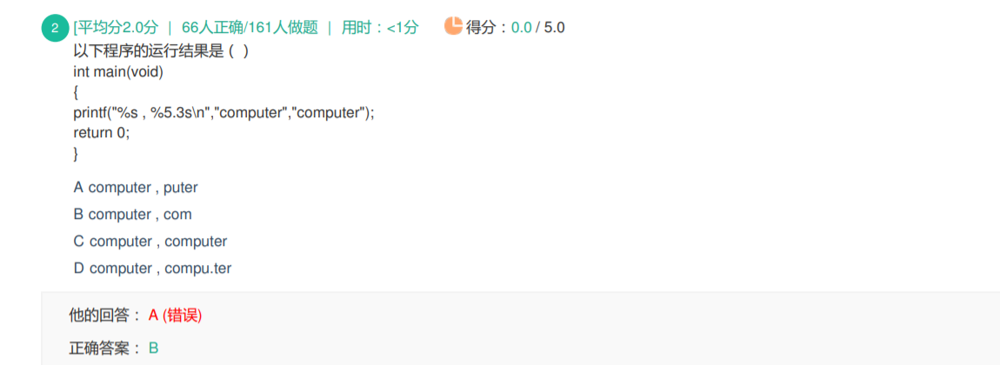 2 [平均分2.0分 | 66人正确/161人做题 | 用时：<1分 得分：0.0 / 5.0
以下程序的运行结果是 ( )
int main(void)
{
printf("%s , %5.3s\n","computer","computer");
return 0;
}
A computer , puter
B computer , com
C computer , computer
D computer , compu.ter
他的回答： A (错误)
正确答案： B